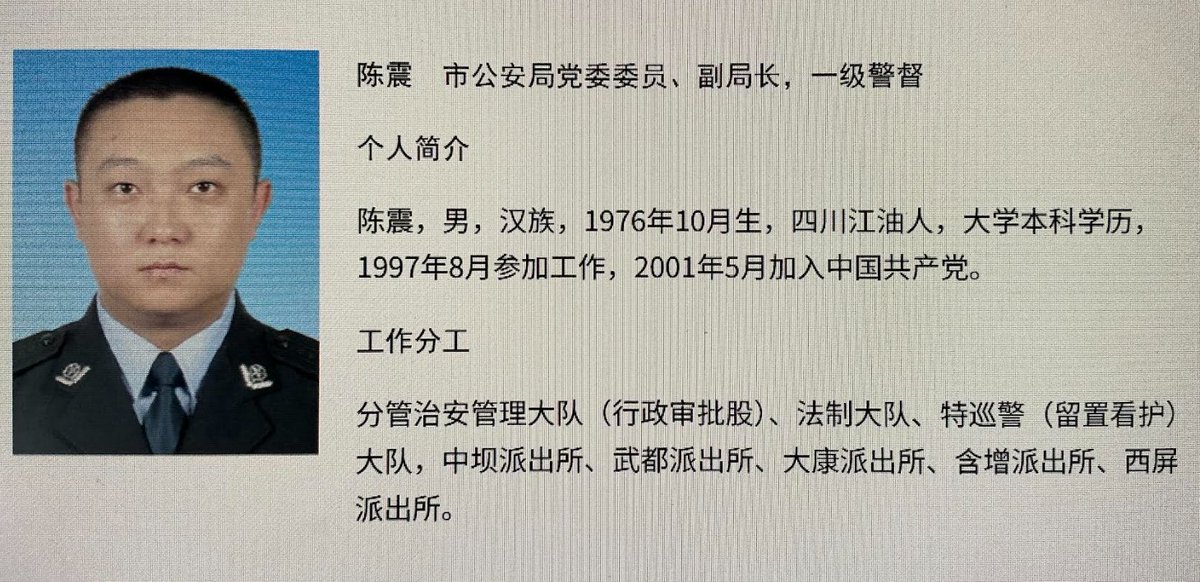 陈震　市公安局党委委员、副局长，一级警督
个人简介
陈震，男，汉族，1976年10月生，四川江油人，大学本科学历，
1997年8月参加工作，2001年5月加入中国共产党。
工作分工
分管治安管理大队（行政审批股）、法制大队、特巡警（留置看护）
大队，中坝派出所、武都派出所、大康派出所、含增派出所、西屏
派出所。